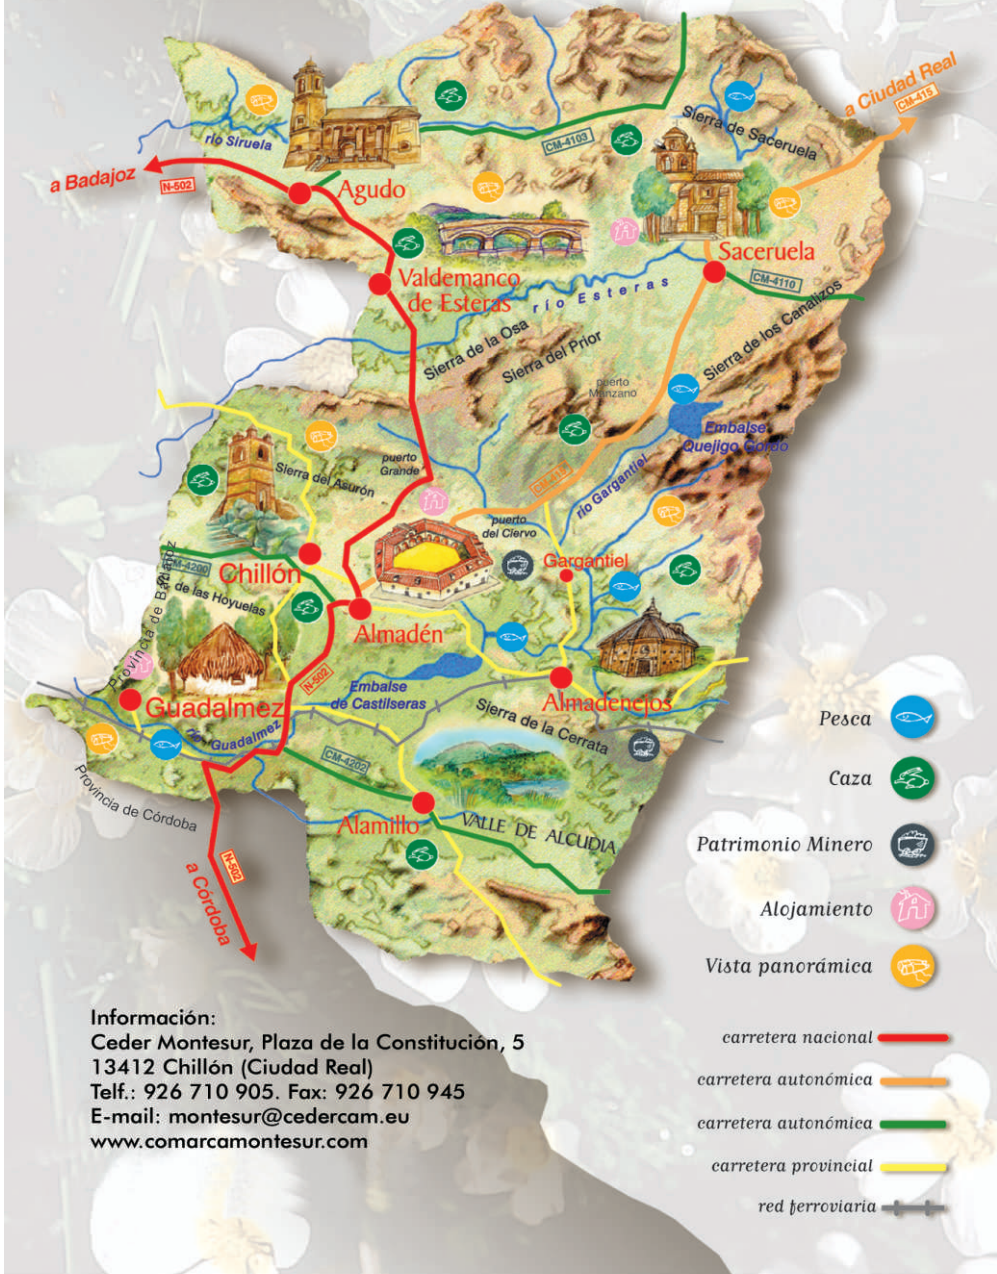 a Ciudad Real
CM-415
Sierra de Saceruela
río Siruela
CM-4103
a Badajoz
N-502
Agudo
Saceruela
CM-4110
Valdemanco
de Esteras
río Esteras
Sierra de la Osa
Sierra del Prior
Sierra de los Canalizos
puerto
Manzano
Embalse
Quejigo Gordo
puerto
Grande
Sierra del Asurón
río Gargantiel
puerto
del Ciervo
Gargantiel
Chillón
CM-4200
de las Hoyuelas
Provincia de Badajoz
Almadén
N-502
Embalse
de Castilseras
Almadenejos
Guadalmez
río Guadalmez
Sierra de la Cerrata
CM-4202
Provincia de Córdoba
Alamillo
VALLE DE ALCUDIA
N-502
a Córdoba
Pesca
Caza
Patrimonio Minero
Alojamiento
Vista panorámica
carretera nacional
carretera autonómica
carretera autonómica
carretera provincial
red ferroviaria
Información:
Ceder Montesur, Plaza de la Constitución, 5
13412 Chillón (Ciudad Real)
Telf.: 926 710 905. Fax: 926 710 945
E-mail: montesur@cedercam.eu
www.comarcamontesur.com